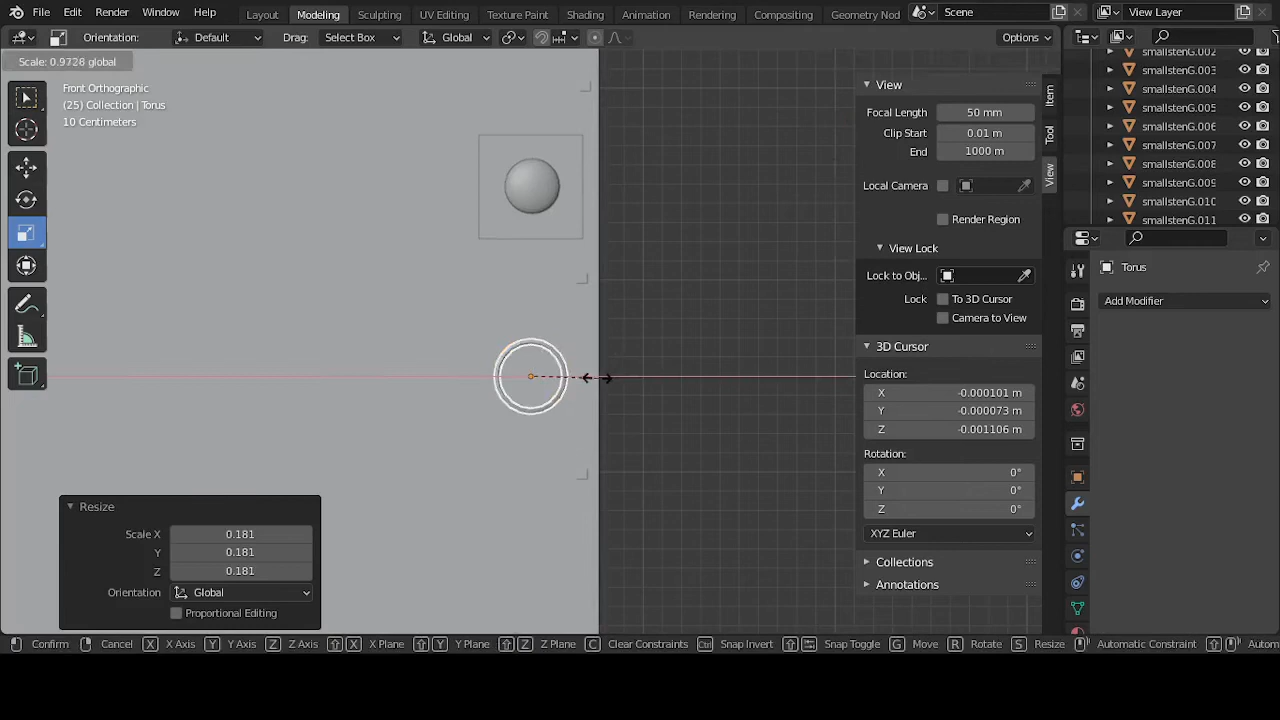 File Edit Render Window Help Layout Modeling Sculpting UV Editing Texture Paint Shading Animation Rendering Compositing Geometry Nod Scene View Layer
Orientation: Default Drag: Select Box Global Options
Scale: 0.9728 global
Front Orthographic
(25) Collection | Torus
10 Centimeters
View
Focal Length 50 mm
Clip Start 0.01 m
End 1000 m
Local Camera
Render Region
View Lock
Lock to Obj...
Lock To 3D Cursor
Camera to View
3D Cursor
Location:
X -0.000101 m
Y -0.000073 m
Z -0.001106 m
Rotation:
X 0°
Y 0°
Z 0°
XYZ Euler
Collections
Annotations
Item
Tool
View
smallstenG.002
smallstenG.003
smallstenG.004
smallstenG.005
smallstenG.006
smallstenG.007
smallstenG.008
smallstenG.009
smallstenG.010
smallstenG.011
Torus
Add Modifier
Resize
Scale X 0.181
Y 0.181
Z 0.181
Orientation Global
Proportional Editing
Confirm Cancel X X Axis Y Y Axis Z Z Axis X X Plane Y Y Plane Z Z Plane C Clear Constraints Ctrl Snap Invert Snap Toggle G Move R Rotate S Resize Automatic Constraint Autom